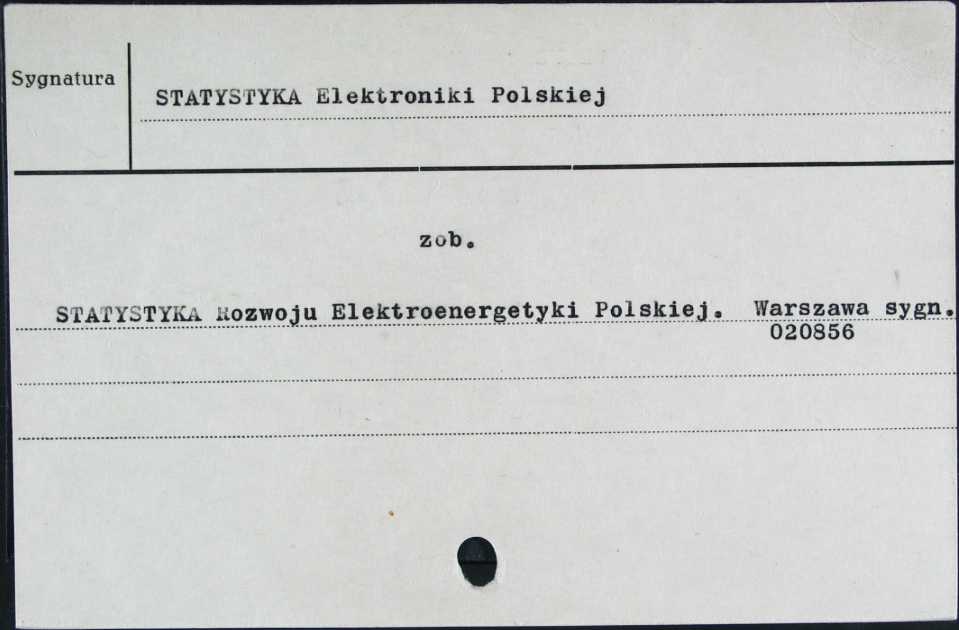 Sygnatura
STATYSTYKA Elektroniki Polskiej
zob.
STATYSTYKA Rozwoju Elektroenergetyki Polskiej. Warszawa sygn.
020856